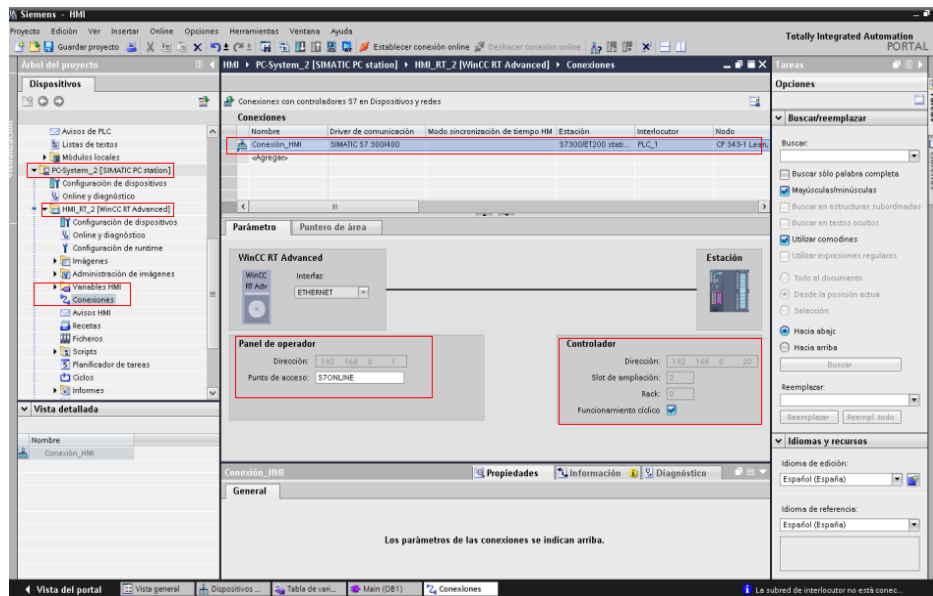 Siemens - HMI
Proyecto Edición Ver Insertar Online Opciones Herramientas Ventana Ayuda
Guardar proyecto
Establecer conexión online
Deshacer conexión online
Totally Integrated Automation
PORTAL
Árbol del proyecto
HMI PC-System_2 [SIMATIC PC station] HMI_RT_2 [WinCC RT Advanced] Conexiones
Tareas
Dispositivos
Opciones
Conexiones con controladores S7 en Dispositivos y redes
Conexiones
Nombre Driver de comunicación Modo sincronización de tiempo HM Estación Interlocutor Nodo
Conexión_HMI SIMATIC S7 300/400 S7300/ET200 stati... PLC_1 CP 343-1 Lean,
<Agregar>
Avisos de PLC
Listas de textos
Módulos locales
PC-System_2 [SIMATIC PC station]
Configuración de dispositivos
Online y diagnóstico
HMI_RT_2 [WinCC RT Advanced]
Configuración de dispositivos
Online y diagnóstico
Configuración de runtime
Imágenes
Administración de imágenes
Variables HMI
Conexiones
Avisos HMI
Recetas
Ficheros
Scripts
Planificador de tareas
Ciclos
Informes
Vista detallada
Nombre
Conexión_HMI
Parámetro Puntero de área
WinCC RT Advanced
Estación
WinCC
RT Adv
Interfaz:
ETHERNET
Panel de operador
Dirección: 192 . 168 . 0 . 1
Punto de acceso: S7ONLINE
Controlador
Dirección: 192 . 168 . 0 . 20
Slot de ampliación: 2
Rack: 0
Funcionamiento cíclico
Conexión_HMI
Propiedades Información Diagnóstico
General
Los parámetros de las conexiones se indican arriba.
Buscar/reemplazar
Buscar:
Buscar sólo palabra completa
Mayúsculas/minúsculas
Buscar en estructuras subordinadas
Buscar en textos ocultos
Utilizar comodines
Utilizar expresiones regulares
Todo el documento
Desde la posición actua
Selección
Hacia abajc
Hacia arriba
Buscar
Reemplazar:
Reemplazar Reempl. todo
Idiomas y recursos
Idioma de edición:
Español (España)
Idioma de referencia:
Español (España)
Vista del portal Vista general Dispositivos ... Tabla de vari... Main (OB1) Conexiones
La subred de interlocutor no está conec...